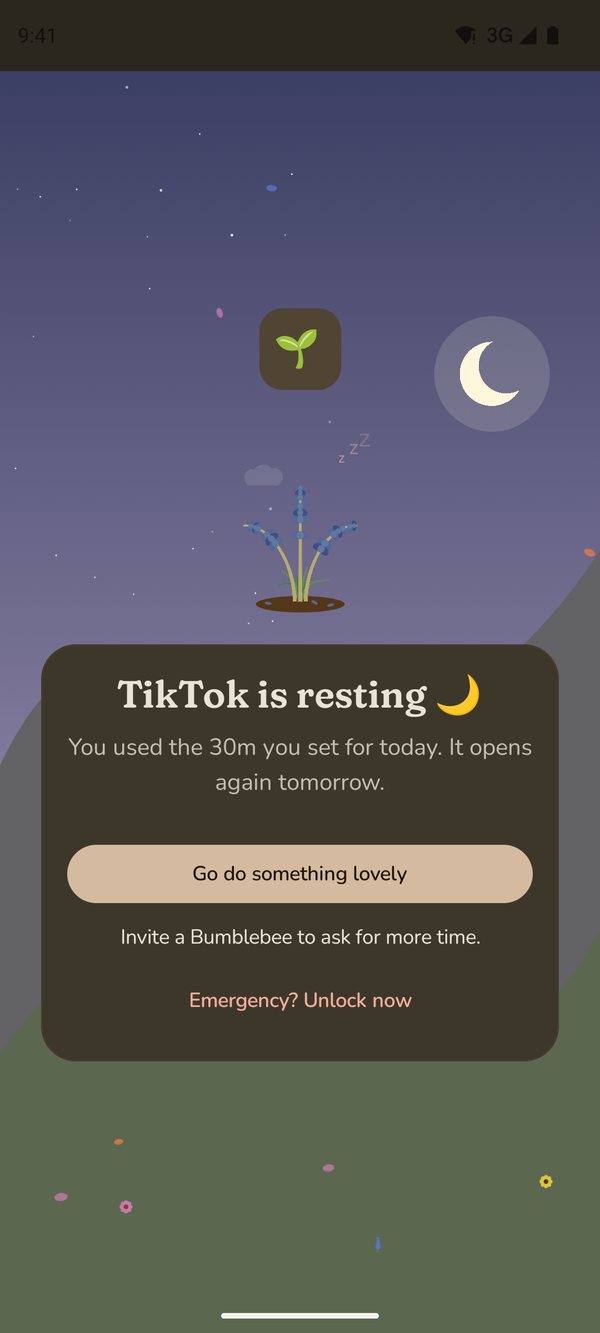 9:41
3G
z z Z
TikTok is resting 🌙
You used the 30m you set for today. It opens
again tomorrow.
Go do something lovely
Invite a Bumblebee to ask for more time.
Emergency? Unlock now